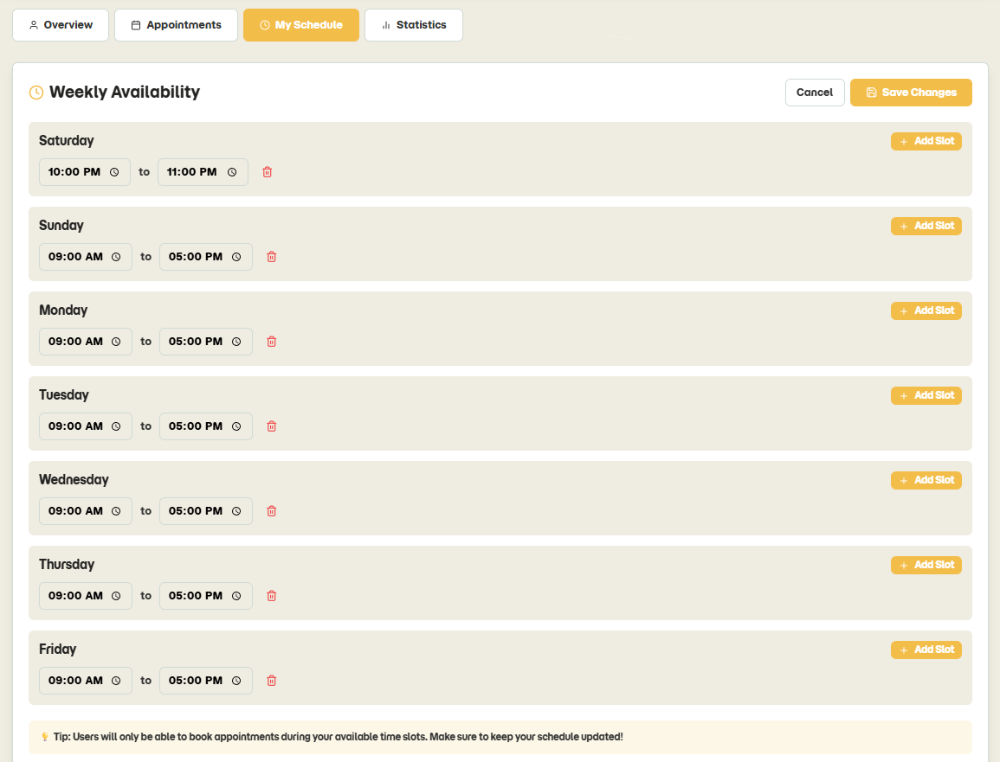 Overview Appointments My Schedule Statistics
Weekly Availability Cancel Save Changes
Saturday + Add Slot
10:00 PM to 11:00 PM
Sunday + Add Slot
09:00 AM to 05:00 PM
Monday + Add Slot
09:00 AM to 05:00 PM
Tuesday + Add Slot
09:00 AM to 05:00 PM
Wednesday + Add Slot
09:00 AM to 05:00 PM
Thursday + Add Slot
09:00 AM to 05:00 PM
Friday + Add Slot
09:00 AM to 05:00 PM
💡 Tip: Users will only be able to book appointments during your available time slots. Make sure to keep your schedule updated!